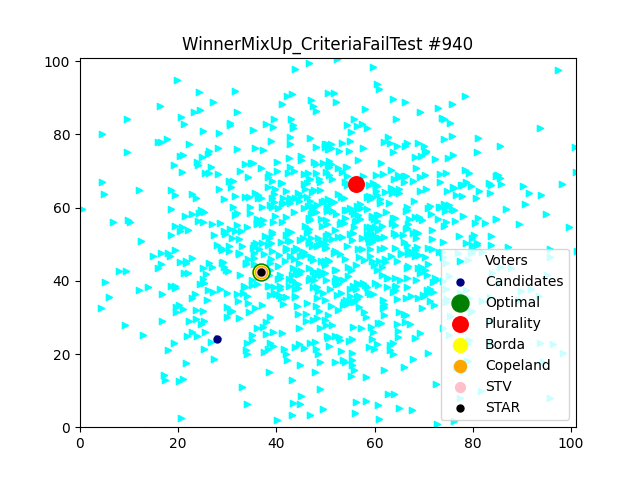 WinnerMixUp_CriteriaFailTest #940
100
80
60
40
20
0
0 20 40 60 80 100
Voters
Candidates
Optimal
Plurality
Borda
Copeland
STV
STAR